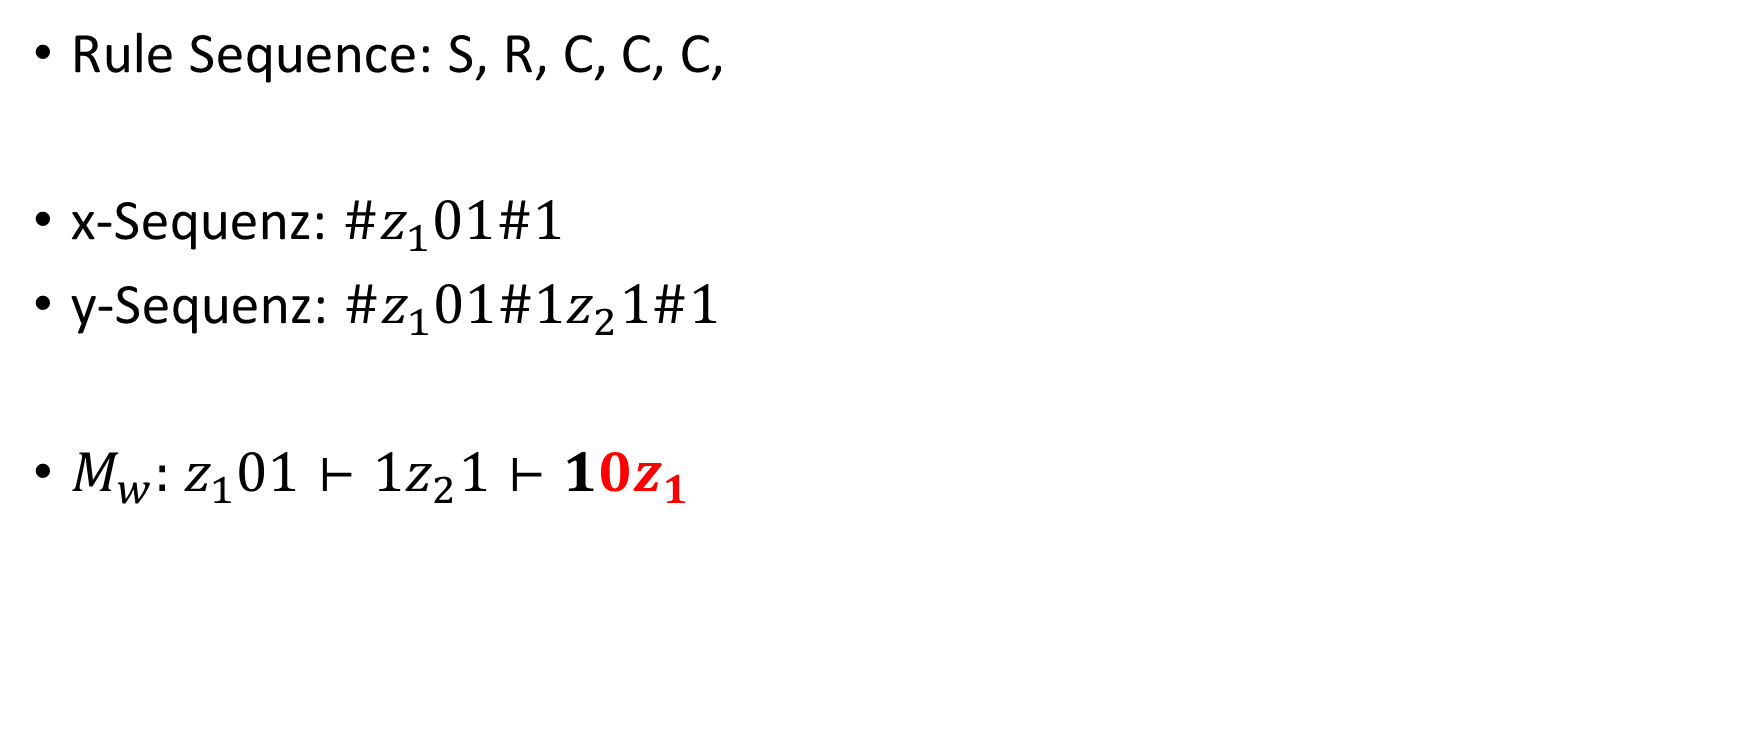 • Rule Sequence: S, R, C, C, C,
• x-Sequenz: #z₁01#1
• y-Sequenz: #z₁01#1z₂1#1
• M_w: z₁01 ⊢ 1z₂1 ⊢ 10z₁